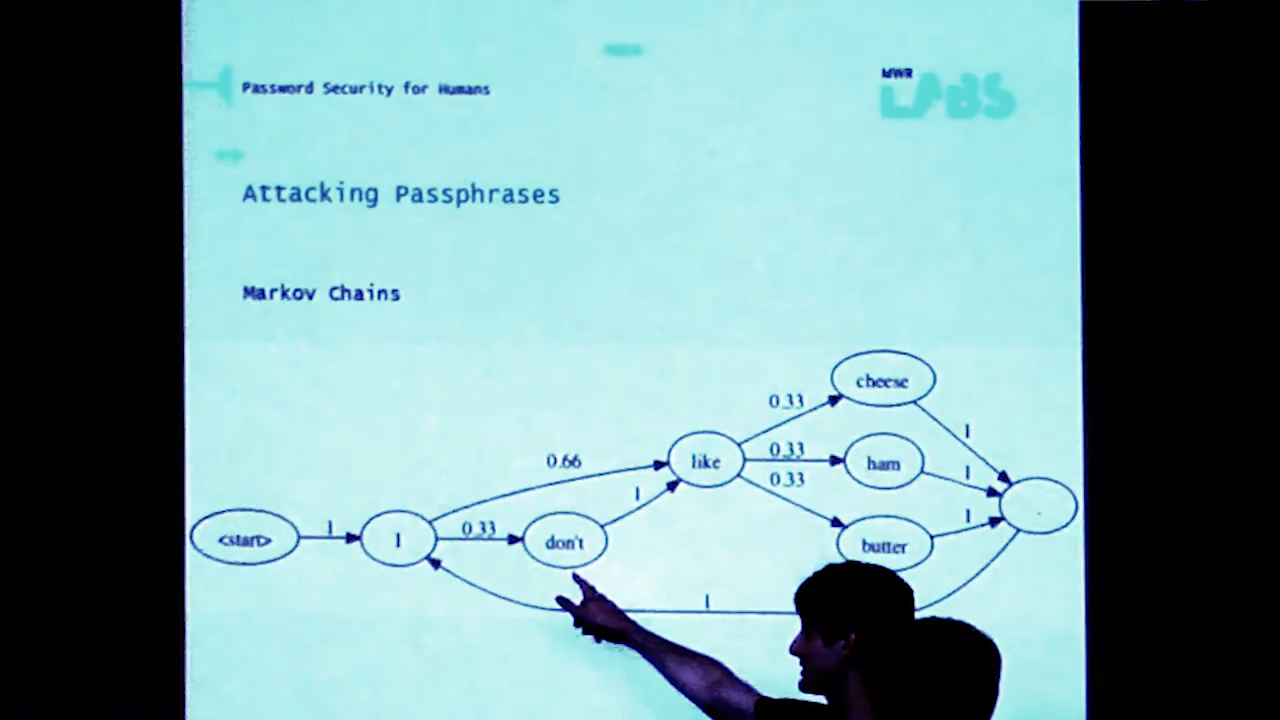 Password Security for Humans
MWR
LABS
Attacking Passphrases
Markov Chains
cheese
0.33
1
0.66
like
0.33
ham
1
0.33
1
1
.
<start>
1
I
0.33
don't
butter
1